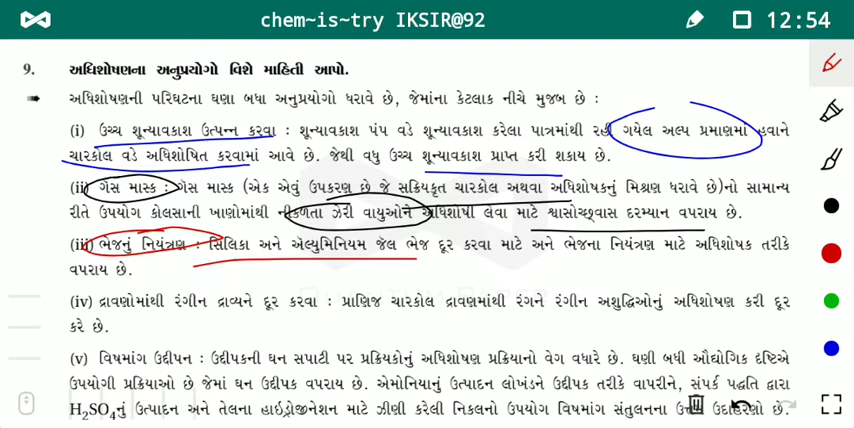 chem~is~try IKSIR@92
12:54
9. અધિશોષણના અનુપ્રયોગો વિશે માહિતી આપો.
અધિશોષણની પરિઘટના ઘણા બધા અનુપ્રયોગો ધરાવે છે, જેમાંના કેટલાક નીચે મુજબ છે :
(i) ઉચ્ચ શૂન્યાવકાશ ઉત્પન્ન કરવા : શૂન્યાવકાશ પંપ વડે શૂન્યાવકાશ કરેલા પાત્રમાંથી રહી ગયેલ અલ્પ પ્રમાણમાં હવાને
ચારકોલ વડે અધિશોષિત કરવામાં આવે છે. જેથી વધુ ઉચ્ચ શૂન્યાવકાશ પ્રાપ્ત કરી શકાય છે.
(ii) ગૅસ માસ્ક : ગૅસ માસ્ક (એક એવું ઉપકરણ છે જે સક્રિયકૃત ચારકોલ અથવા અધિશોષકનું મિશ્રણ ધરાવે છે)નો સામાન્ય
રીતે ઉપયોગ કોલસાની ખાણોમાંથી નીકળતા ઝેરી વાયુઓને અધિશોષી લેવા માટે શ્વાસોચ્છ્વાસ દરમ્યાન વપરાય છે.
(iii) ભેજનું નિયંત્રણ : સિલિકા અને ઍલ્યુમિનિયમ જૅલ ભેજ દૂર કરવા માટે અને ભેજના નિયંત્રણ માટે અધિશોષક તરીકે
વપરાય છે.
(iv) દ્રાવણોમાંથી રંગીન દ્રાવ્યને દૂર કરવા : પ્રાણિજ ચારકોલ દ્રાવણમાંથી રંગને રંગીન અશુદ્ધિઓનું અધિશોષણ કરી દૂર
કરે છે.
(v) વિષમાંગ ઉદ્દીપન : ઉદ્દીપકની ઘન સપાટી પર પ્રક્રિયકોનું અધિશોષણ પ્રક્રિયાનો વેગ વધારે છે. ઘણી બધી ઔદ્યોગિક દૃષ્ટિએ
ઉપયોગી પ્રક્રિયાઓ છે જેમાં ઘન ઉદ્દીપક વપરાય છે. એમોનિયાનું ઉત્પાદન લોખંડને ઉદ્દીપક તરીકે વાપરીને, સંપર્ક પદ્ધતિ દ્વારા
H₂SO₄નું ઉત્પાદન અને તેલના હાઇડ્રોજીનેશન માટે ઝીણી કરેલી નિકલનો ઉપયોગ વિષમાંગ સંતુલનના ઉદાહરણો છે.